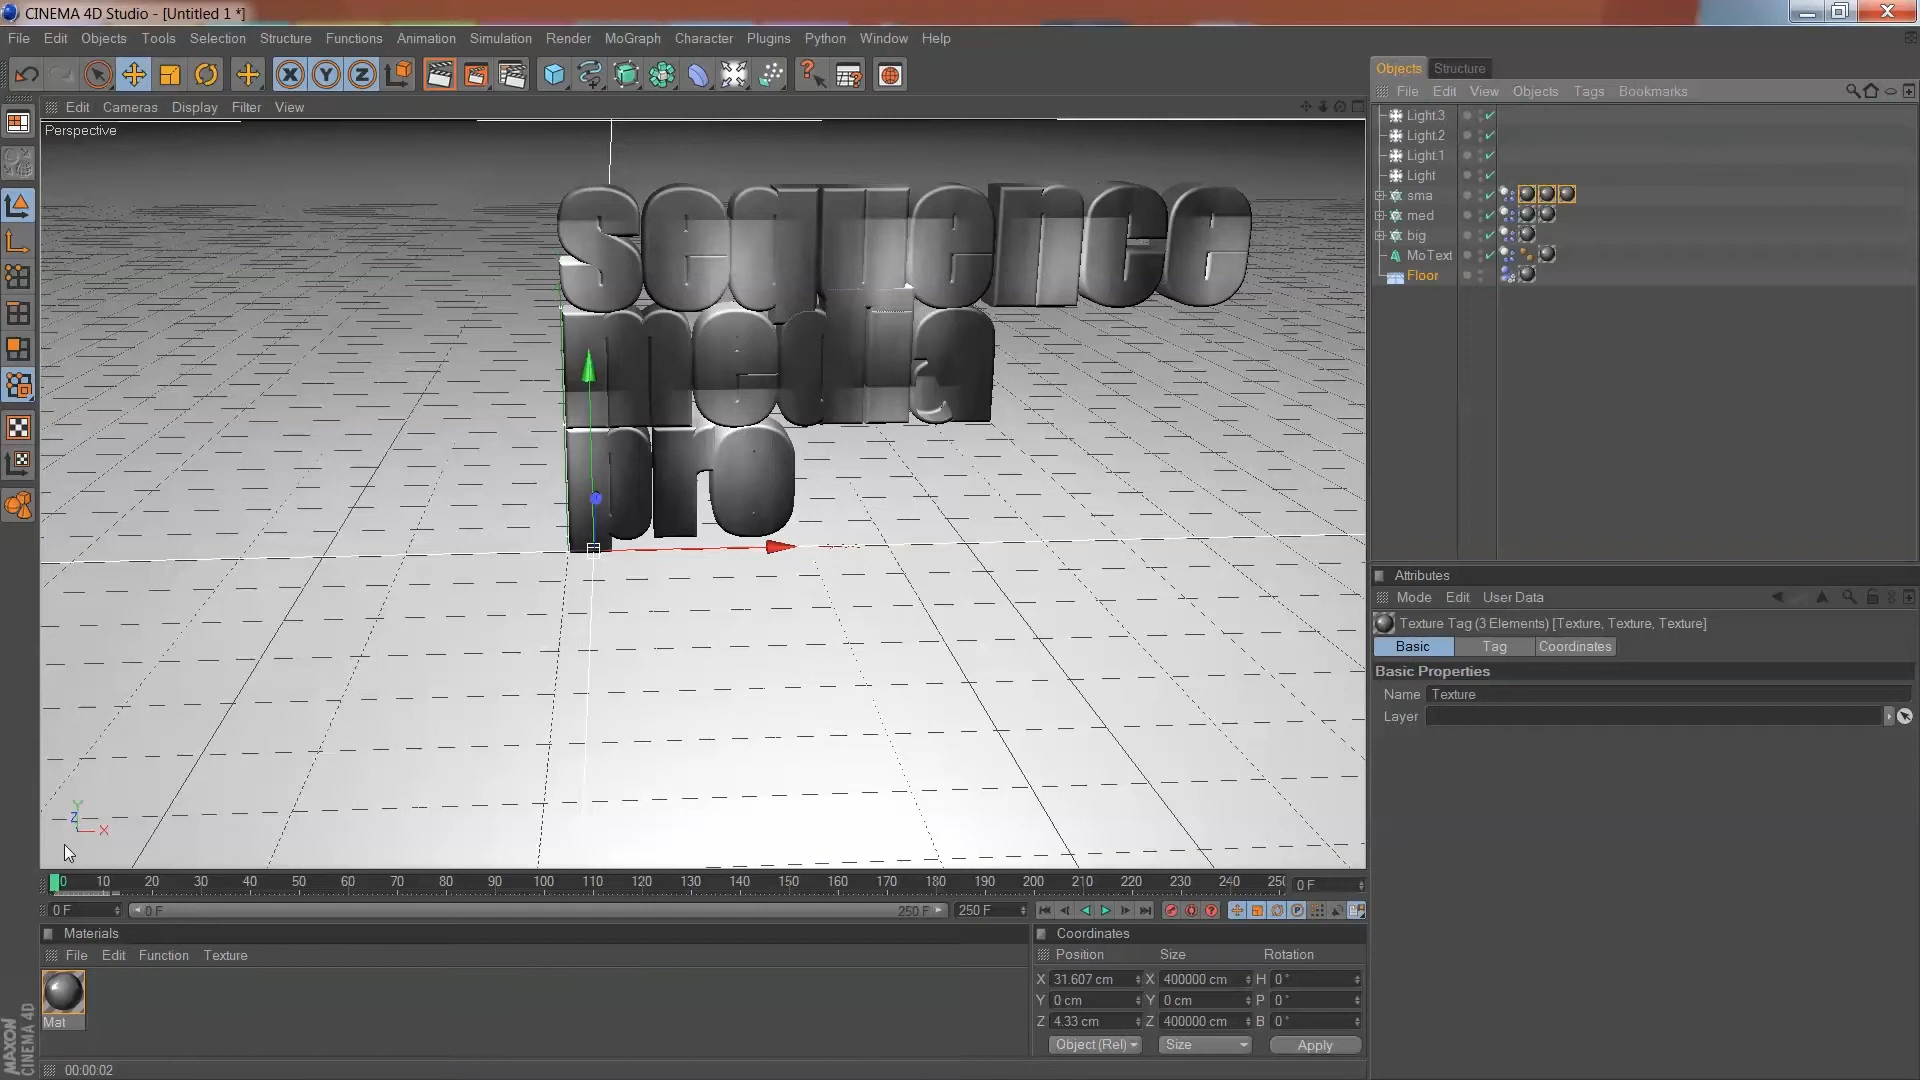 CINEMA 4D Studio - [Untitled 1 *]
File Edit Objects Tools Selection Structure Functions Animation Simulation Render MoGraph Character Plugins Python Window Help
X Y Z
Edit Cameras Display Filter View
Perspective
sequence
media
pro
Y
Z
X
0 10 20 30 40 50 60 70 80 90 100 110 120 130 140 150 160 170 180 190 200 210 220 230 240 250 0 F
0 F 0 F 250 F 250 F
Materials
File Edit Function Texture
Mat
MAXON
CINEMA 4D
00:00:02
Coordinates
Position Size Rotation
X 31.607 cm X 400000 cm H 0 °
Y 0 cm Y 0 cm P 0 °
Z 4.33 cm Z 400000 cm B 0 °
Object (Rel) Size Apply
Objects Structure
File Edit View Objects Tags Bookmarks
Light.3
Light.2
Light.1
Light
sma
med
big
MoText
Floor
Attributes
Mode Edit User Data
Texture Tag (3 Elements) [Texture, Texture, Texture]
Basic Tag Coordinates
Basic Properties
Name Texture
Layer